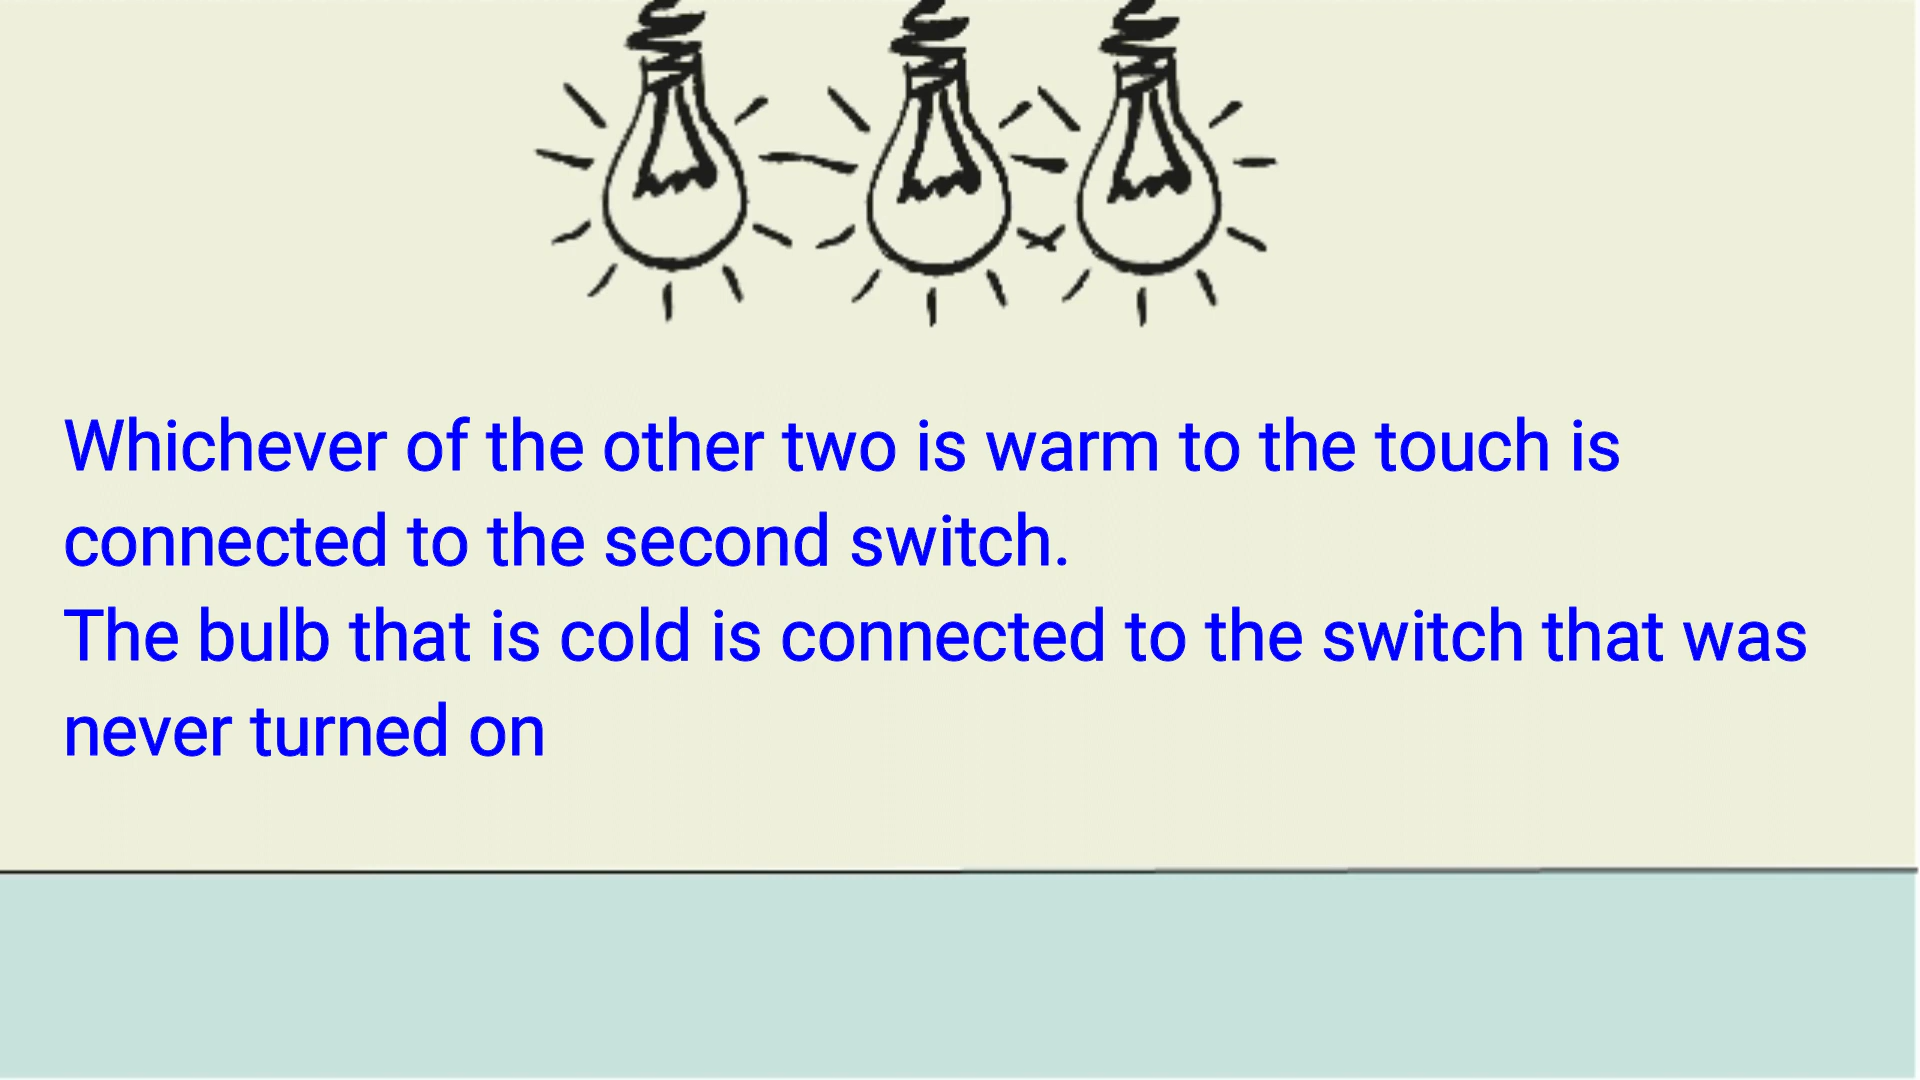 Whichever of the other two is warm to the touch is
connected to the second switch.
The bulb that is cold is connected to the switch that was
never turned on